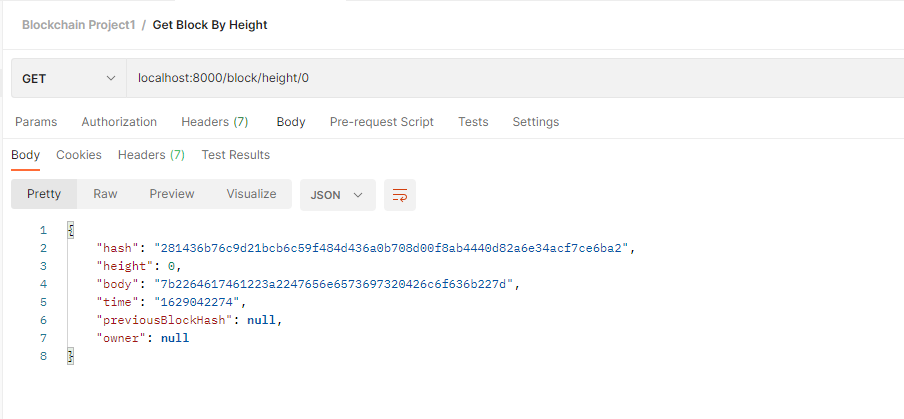 Blockchain Project1 / Get Block By Height
GET localhost:8000/block/height/0
Params Authorization Headers (7) Body Pre-request Script Tests Settings
Body Cookies Headers (7) Test Results
Pretty Raw Preview Visualize JSON
1 {
2 "hash": "281436b76c9d21bcb6c59f484d436a0b708d00f8ab4440d82a6e34acf7ce6ba2",
3 "height": 0,
4 "body": "7b2264617461223a2247656e6573697320426c6f636b227d",
5 "time": "1629042274",
6 "previousBlockHash": null,
7 "owner": null
8 }